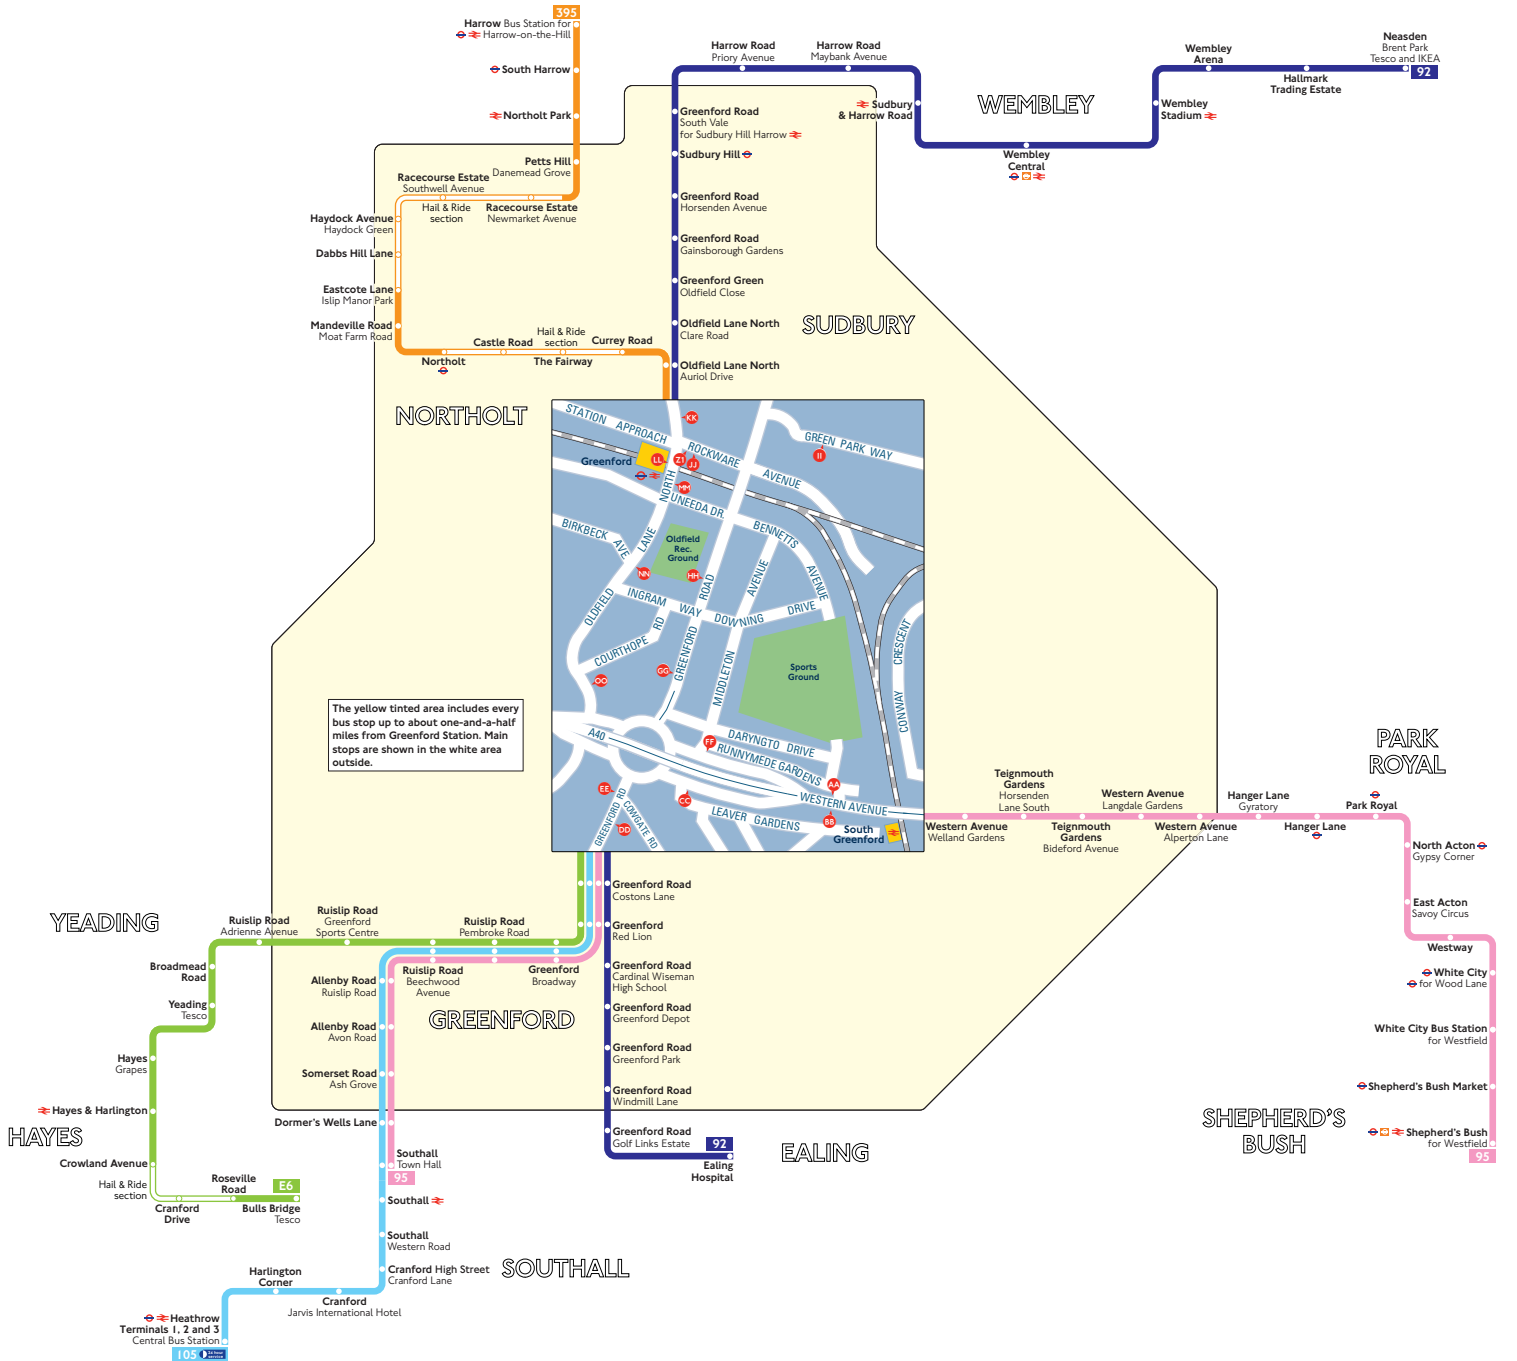 395
Harrow Bus Station for
Harrow-on-the-Hill
South Harrow
Northolt Park
Petts Hill
Danemead Grove
Racecourse Estate
Southwell Avenue
Hail & Ride
section
Racecourse Estate
Newmarket Avenue
Haydock Avenue
Haydock Green
Dabbs Hill Lane
Eastcote Lane
Islip Manor Park
Mandeville Road
Moat Farm Road
Northolt
Castle Road
Hail & Ride
section
The Fairway
Currey Road
Harrow Road
Priory Avenue
Harrow Road
Maybank Avenue
Sudbury
& Harrow Road
WEMBLEY
Wembley
Central
Wembley
Stadium
Wembley
Arena
Hallmark
Trading Estate
Neasden
Brent Park
Tesco and IKEA
92
Greenford Road
South Vale
for Sudbury Hill Harrow
Sudbury Hill
Greenford Road
Horsenden Avenue
Greenford Road
Gainsborough Gardens
Greenford Green
Oldfield Close
Oldfield Lane North
Clare Road
Oldfield Lane North
Auriol Drive
SUDBURY
NORTHOLT
STATION APPROACH
ROCKWARE
AVENUE
GREEN PARK WAY
KK
LL
Z1
JJ
II
MM
Greenford
NORTH
LANE
OLDFIELD
UNEEDA DR.
BENNETTS
AVENUE
BIRKBECK AVE
Oldfield
Rec.
Ground
NN
HH
INGRAM WAY
DOWNING DRIVE
AVENUE
MIDDLETON
ROAD
GREENFORD
COURTHOPE RD
GG
OO
Sports
Ground
CONWAY CRESCENT
A40
DARYNGTO DRIVE
RUNNYMEDE GARDENS
FF
AA
EE
CC
DD
BB
WESTERN AVENUE
LEAVER GARDENS
GREENFORD RD
COWGATE RD
South
Greenford
The yellow tinted area includes every
bus stop up to about one-and-a-half
miles from Greenford Station. Main
stops are shown in the white area
outside.
Western Avenue
Welland Gardens
Teignmouth
Gardens
Horsenden
Lane South
Teignmouth
Gardens
Bideford Avenue
Western Avenue
Langdale Gardens
Western Avenue
Alperton Lane
Hanger Lane
Gyratory
Hanger Lane
Park Royal
PARK
ROYAL
North Acton
Gypsy Corner
East Acton
Savoy Circus
Westway
White City
for Wood Lane
White City Bus Station
for Westfield
Shepherd's Bush Market
SHEPHERD'S
BUSH
Shepherd's Bush
for Westfield
95
Greenford Road
Costons Lane
Greenford
Red Lion
Greenford Road
Cardinal Wiseman
High School
Greenford Road
Greenford Depot
Greenford Road
Greenford Park
Greenford Road
Windmill Lane
Greenford Road
Golf Links Estate
92
Ealing
Hospital
EALING
YEADING
Ruislip Road
Adrienne Avenue
Ruislip Road
Greenford
Sports Centre
Ruislip Road
Pembroke Road
Ruislip Road
Beechwood
Avenue
Greenford
Broadway
GREENFORD
Broadmead
Road
Yeading
Tesco
Hayes
Grapes
Hayes & Harlington
HAYES
Crowland Avenue
Hail & Ride
section
Cranford
Drive
Roseville
Road
E6
Bulls Bridge
Tesco
Allenby Road
Ruislip Road
Allenby Road
Avon Road
Somerset Road
Ash Grove
Dormer's Wells Lane
Southall
Town Hall
95
Southall
Southall
Western Road
SOUTHALL
Cranford High Street
Cranford Lane
Cranford
Jarvis International Hotel
Harlington
Corner
Heathrow
Terminals 1, 2 and 3
Central Bus Station
105
24 hour
service